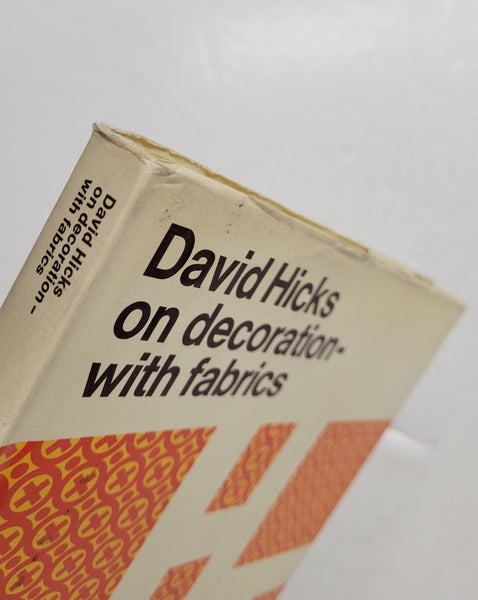 David Hicks
on decoration-
with fabrics
David Hicks
on decoration-
with fabrics